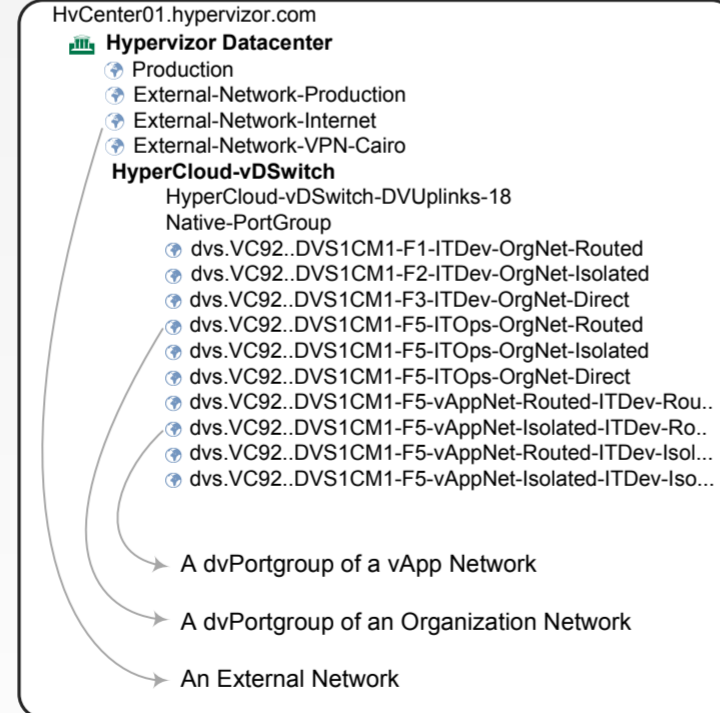 HvCenter01.hypervizor.com
Hypervizor Datacenter
Production
External-Network-Production
External-Network-Internet
External-Network-VPN-Cairo
HyperCloud-vDSwitch
HyperCloud-vDSwitch-DVUplinks-18
Native-PortGroup
dvs.VC92..DVS1CM1-F1-ITDev-OrgNet-Routed
dvs.VC92..DVS1CM1-F2-ITDev-OrgNet-Isolated
dvs.VC92..DVS1CM1-F3-ITDev-OrgNet-Direct
dvs.VC92..DVS1CM1-F5-ITOps-OrgNet-Routed
dvs.VC92..DVS1CM1-F5-ITOps-OrgNet-Isolated
dvs.VC92..DVS1CM1-F5-ITOps-OrgNet-Direct
dvs.VC92..DVS1CM1-F5-vAppNet-Routed-ITDev-Rou..
dvs.VC92..DVS1CM1-F5-vAppNet-Isolated-ITDev-Ro..
dvs.VC92..DVS1CM1-F5-vAppNet-Routed-ITDev-Isol...
dvs.VC92..DVS1CM1-F5-vAppNet-Isolated-ITDev-Iso...
A dvPortgroup of a vApp Network
A dvPortgroup of an Organization Network
An External Network